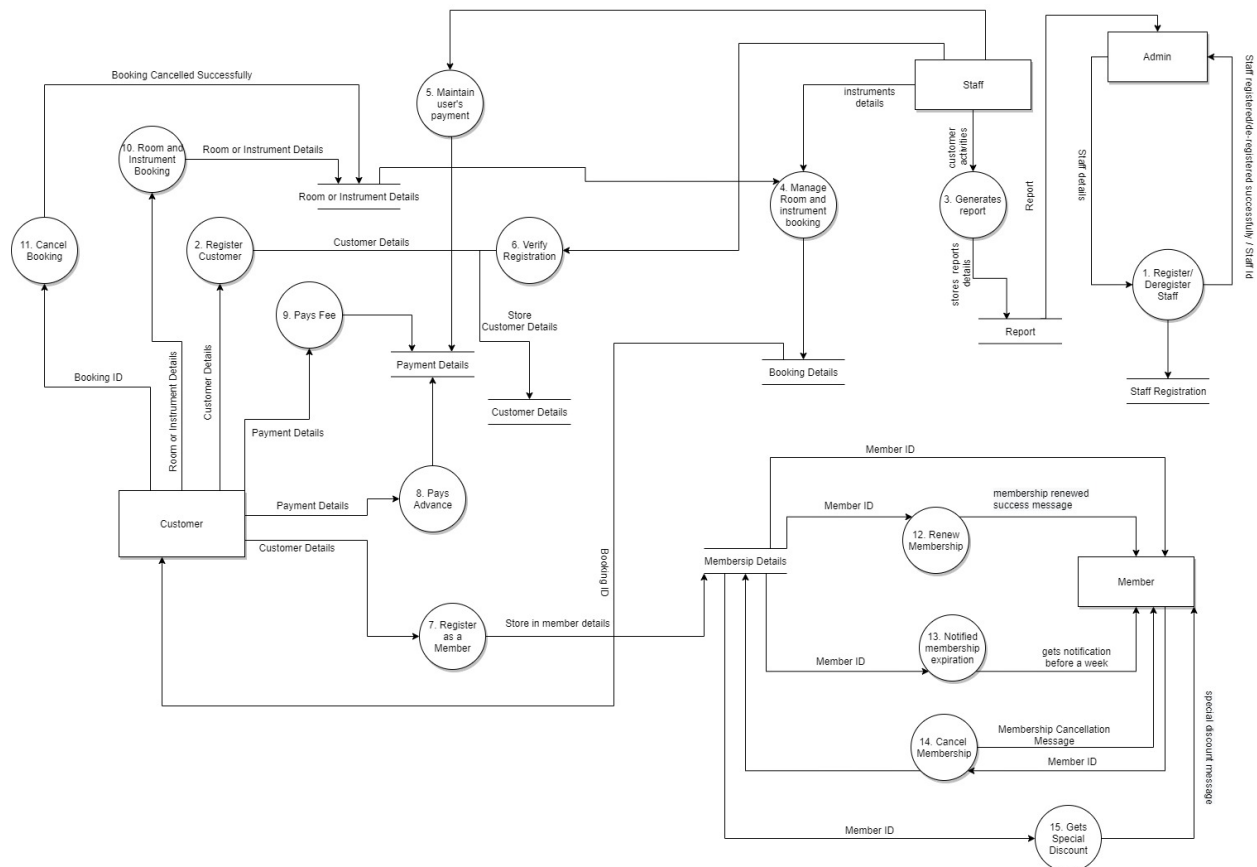 Booking Cancelled Successfully
5. Maintain
user's
payment
instruments
details
Staff
Admin
Staff registered/de-registered successfuly / Staff Id
10. Room and
Instrument
Booking
Room or Instrument Details
Room or Instrument Details
4. Manage
Room and
instrument
booking
customer
activities
3. Generates
report
Report
Staff details
11. Cancel
Booking
2. Register
Customer
Customer Details
6. Verify
Registration
stores reports
details
1. Register/
Deregister
Staff
9. Pays Fee
Store
Customer Details
Report
Payment Details
Booking Details
Staff Registration
Booking ID
Room or Instrument Details
Customer Details
Payment Details
Customer Details
Customer
Payment Details
8. Pays
Advance
Customer Details
Booking ID
7. Register
as a
Member
Store in member details
Membersip Details
Member ID
Member ID
12. Renew
Membership
membership renewed
success message
Member
Member ID
13. Notified
membership
expiration
gets notification
before a week
14. Cancel
Membership
Membership Cancellation
Message
Member ID
special discount message
Member ID
15. Gets
Special
Discount